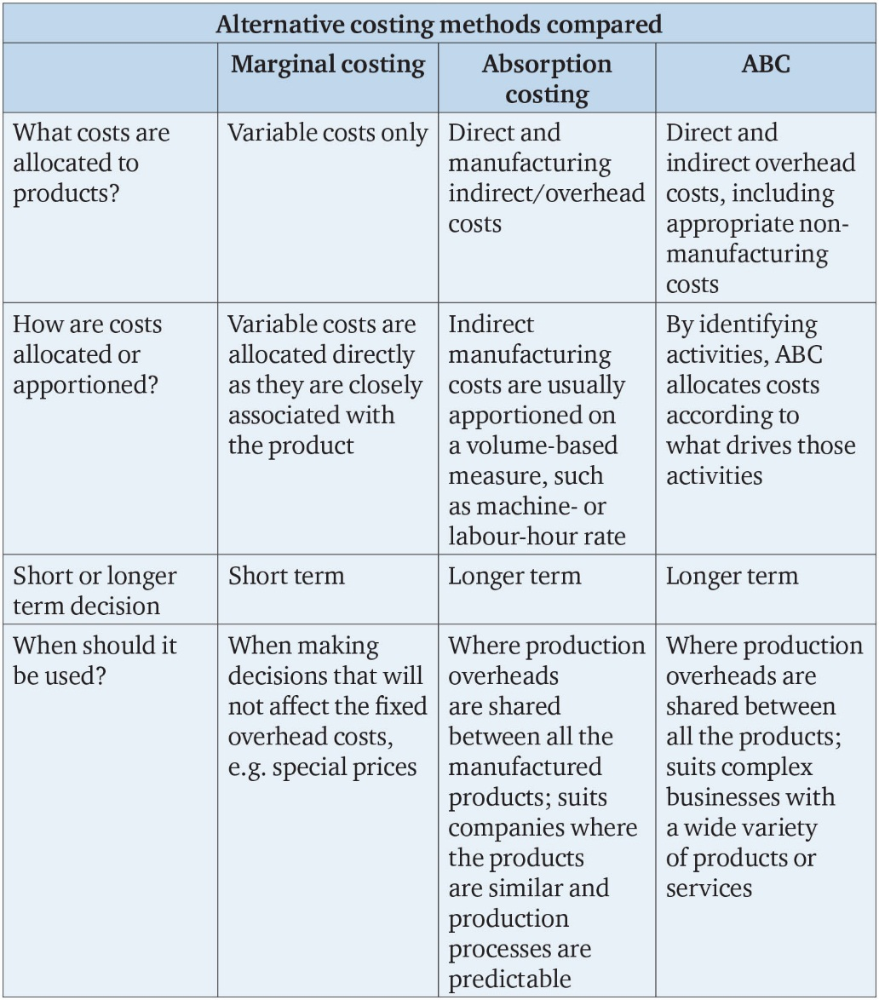 Alternative costing methods compared
Marginal costing
Absorption
costing
ABC
What costs are
allocated to
products?
Variable costs only
Direct and
manufacturing
indirect/overhead
costs
Direct and
indirect overhead
costs, including
appropriate non-
manufacturing
costs
How are costs
allocated or
apportioned?
Variable costs are
allocated directly
as they are closely
associated with
the product
Indirect
manufacturing
costs are usually
apportioned on
a volume-based
measure, such
as machine- or
labour-hour rate
By identifying
activities, ABC
allocates costs
according to
what drives those
activities
Short or longer
term decision
Short term
Longer term
Longer term
When should it
be used?
When making
decisions that will
not affect the fixed
overhead costs,
e.g. special prices
Where production
overheads
are shared
between all the
manufactured
products; suits
companies where
the products
are similar and
production
processes are
predictable
Where production
overheads are
shared between
all the products;
suits complex
businesses with
a wide variety
of products or
services